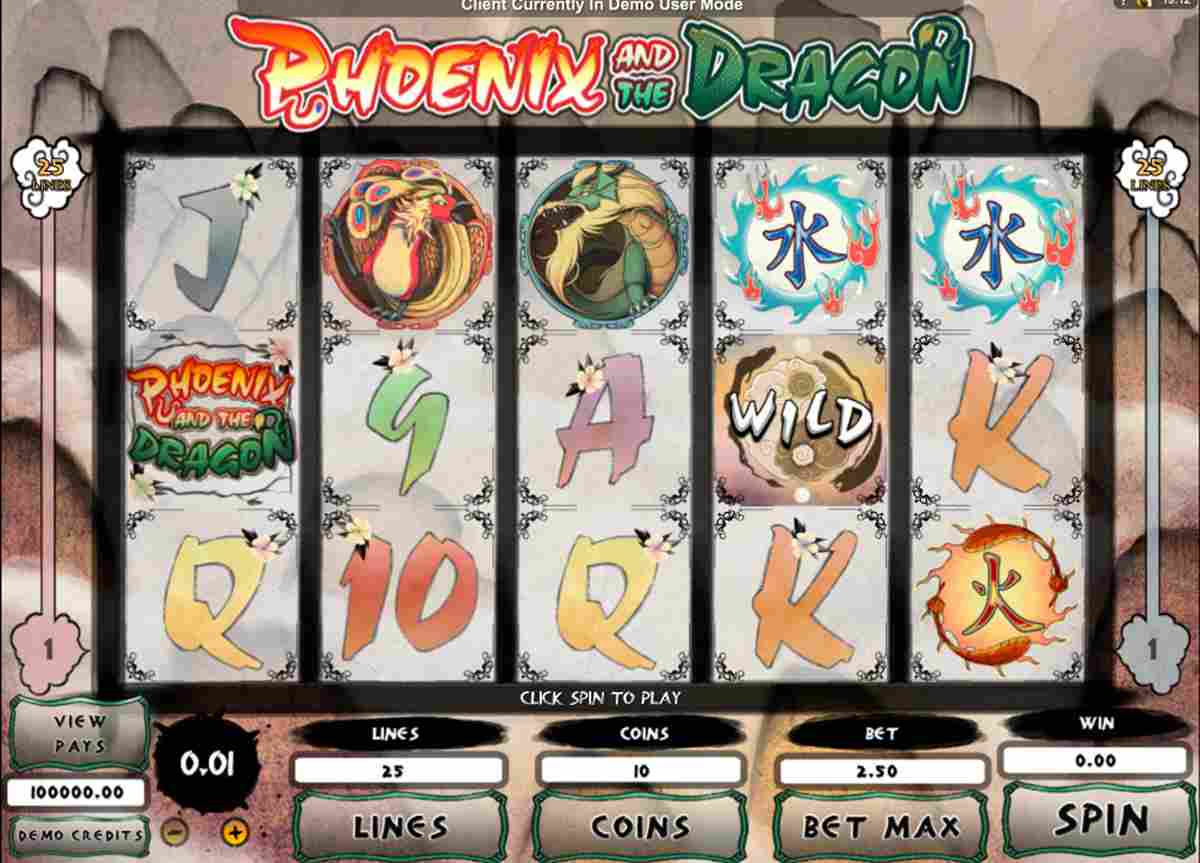 Client Currently In Demo User Mode
15:12
PHOENIX AND THE DRAGON
25 LINES
25 LINES
J
水
水
PHOENIX
AND THE
DRAGON
9
A
WILD
K
Q
10
Q
K
火
1
1
CLICK SPIN TO PLAY
VIEW
PAYS
0.01
LINES
COINS
BET
WIN
100000.00
25
10
2.50
0.00
DEMO CREDITS
-
+
LINES
COINS
BET MAX
SPIN